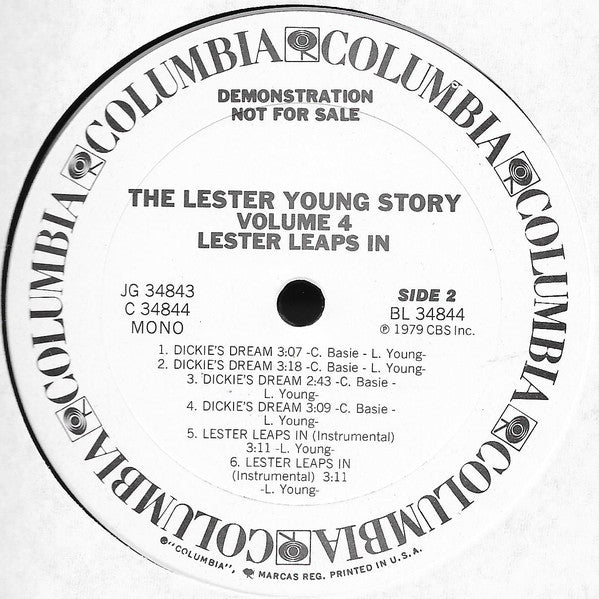 COLUMBIA COLUMBIA COLUMBIA COLUMBIA COLUMBIA COLUMBIA COLUMBIA COLUMBIA
DEMONSTRATION
NOT FOR SALE
THE LESTER YOUNG STORY
VOLUME 4
LESTER LEAPS IN
JG 34843
C 34844
MONO
SIDE 2
BL 34844
℗ 1979 CBS Inc.
1. DICKIE'S DREAM 3:07 -C. Basie - L. Young-
2. DICKIE'S DREAM 3:18 -C. Basie - L. Young-
3. DICKIE'S DREAM 2:43 -C. Basie -
L. Young-
4. DICKIE'S DREAM 3:09 -C. Basie -
L. Young-
5. LESTER LEAPS IN (Instrumental)
3:11 -L. Young-
6. LESTER LEAPS IN
(Instrumental) 3:11
-L. Young-
®"COLUMBIA", MARCAS REG. PRINTED IN U.S.A.